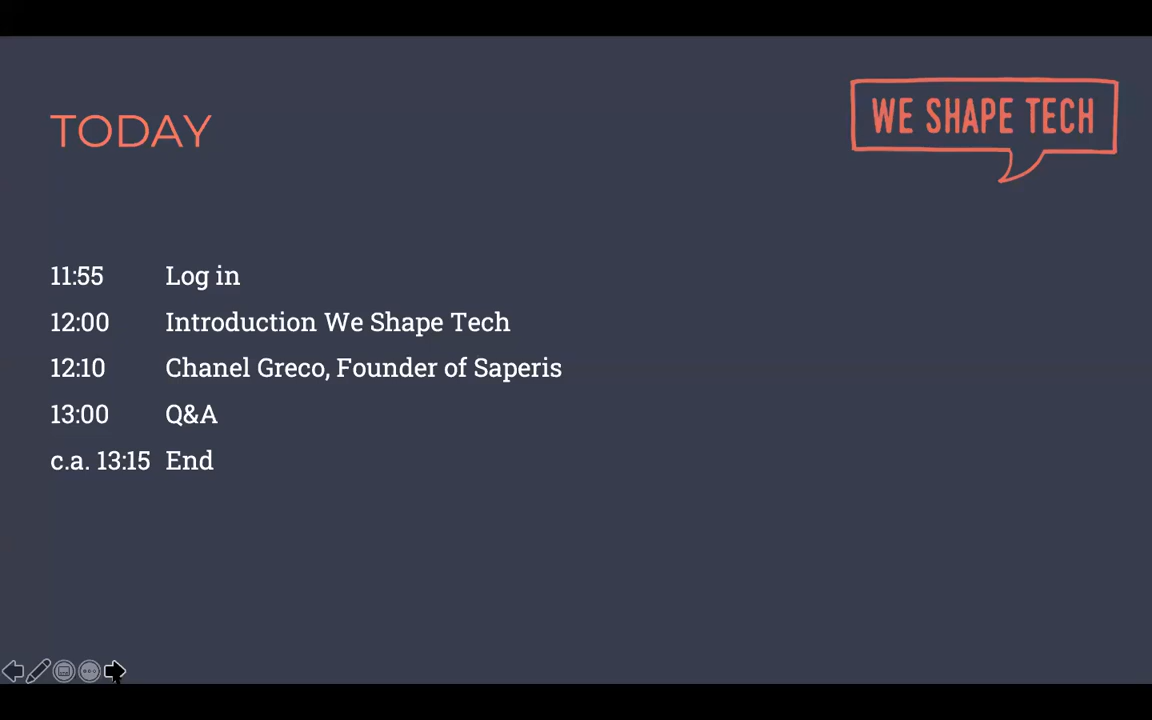 WE SHAPE TECH
TODAY
11:55 Log in
12:00 Introduction We Shape Tech
12:10 Chanel Greco, Founder of Saperis
13:00 Q&A
c.a. 13:15 End